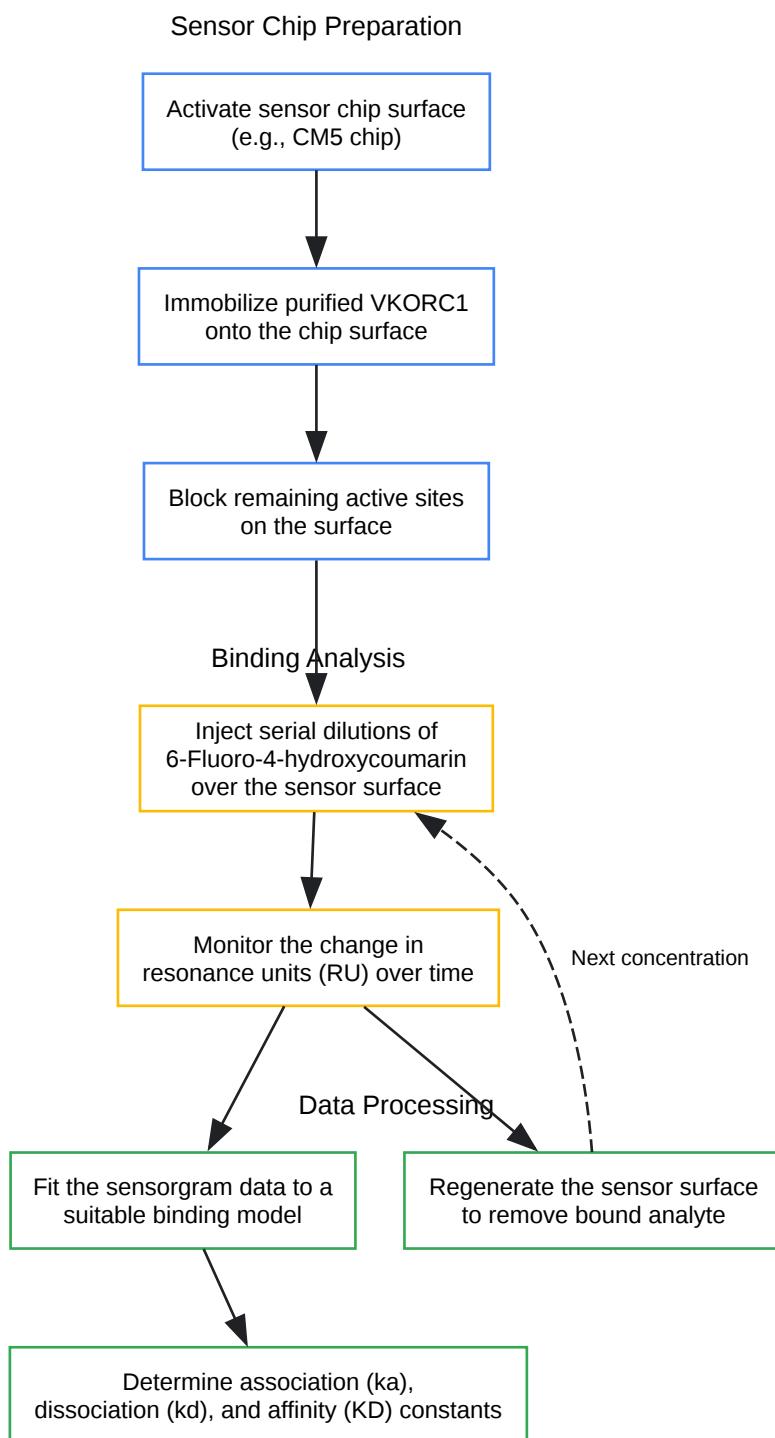 Sensor Chip Preparation
Activate sensor chip surface
(e.g., CM5 chip)
Immobilize purified VKORC1
onto the chip surface
Block remaining active sites
on the surface
Binding Analysis
Inject serial dilutions of
6-Fluoro-4-hydroxycoumarin
over the sensor surface
Monitor the change in
resonance units (RU) over time
Next concentration
Data Processing
Fit the sensorgram data to a
suitable binding model
Regenerate the sensor surface
to remove bound analyte
Determine association (ka),
dissociation (kd), and affinity (KD) constants